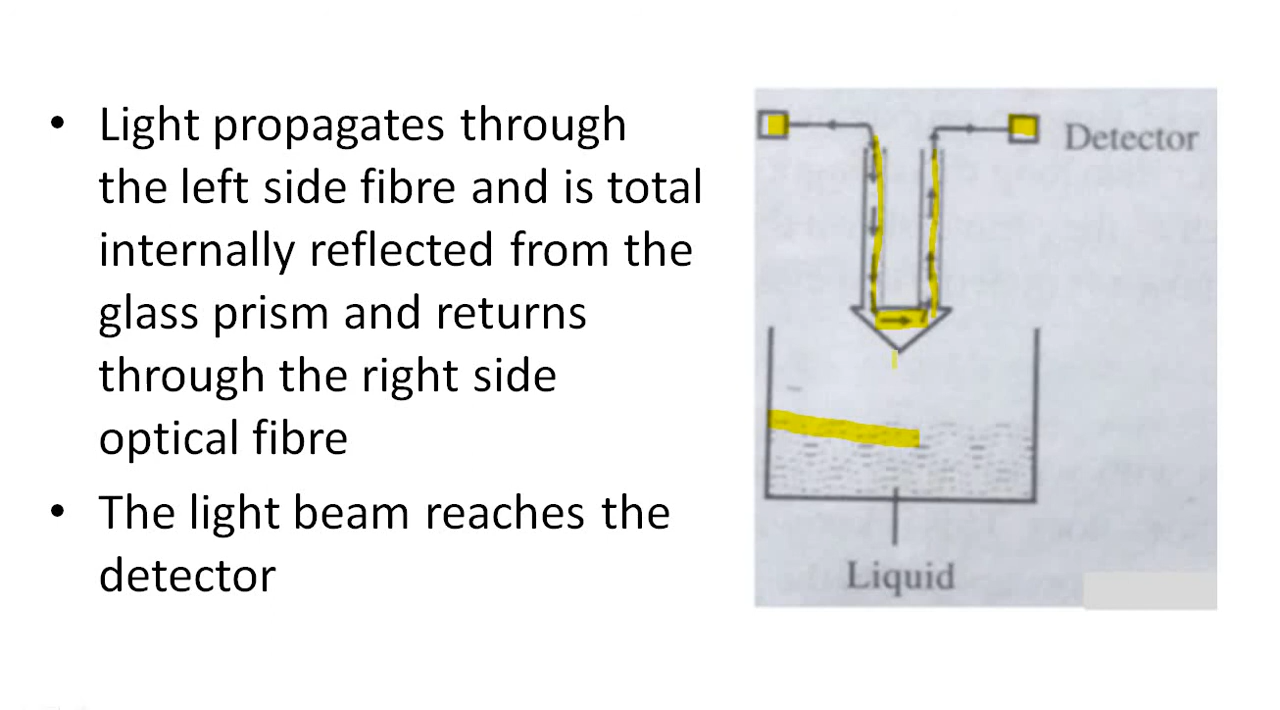 • Light propagates through
the left side fibre and is total
internally reflected from the
glass prism and returns
through the right side
optical fibre
• The light beam reaches the
detector
Detector
Liquid